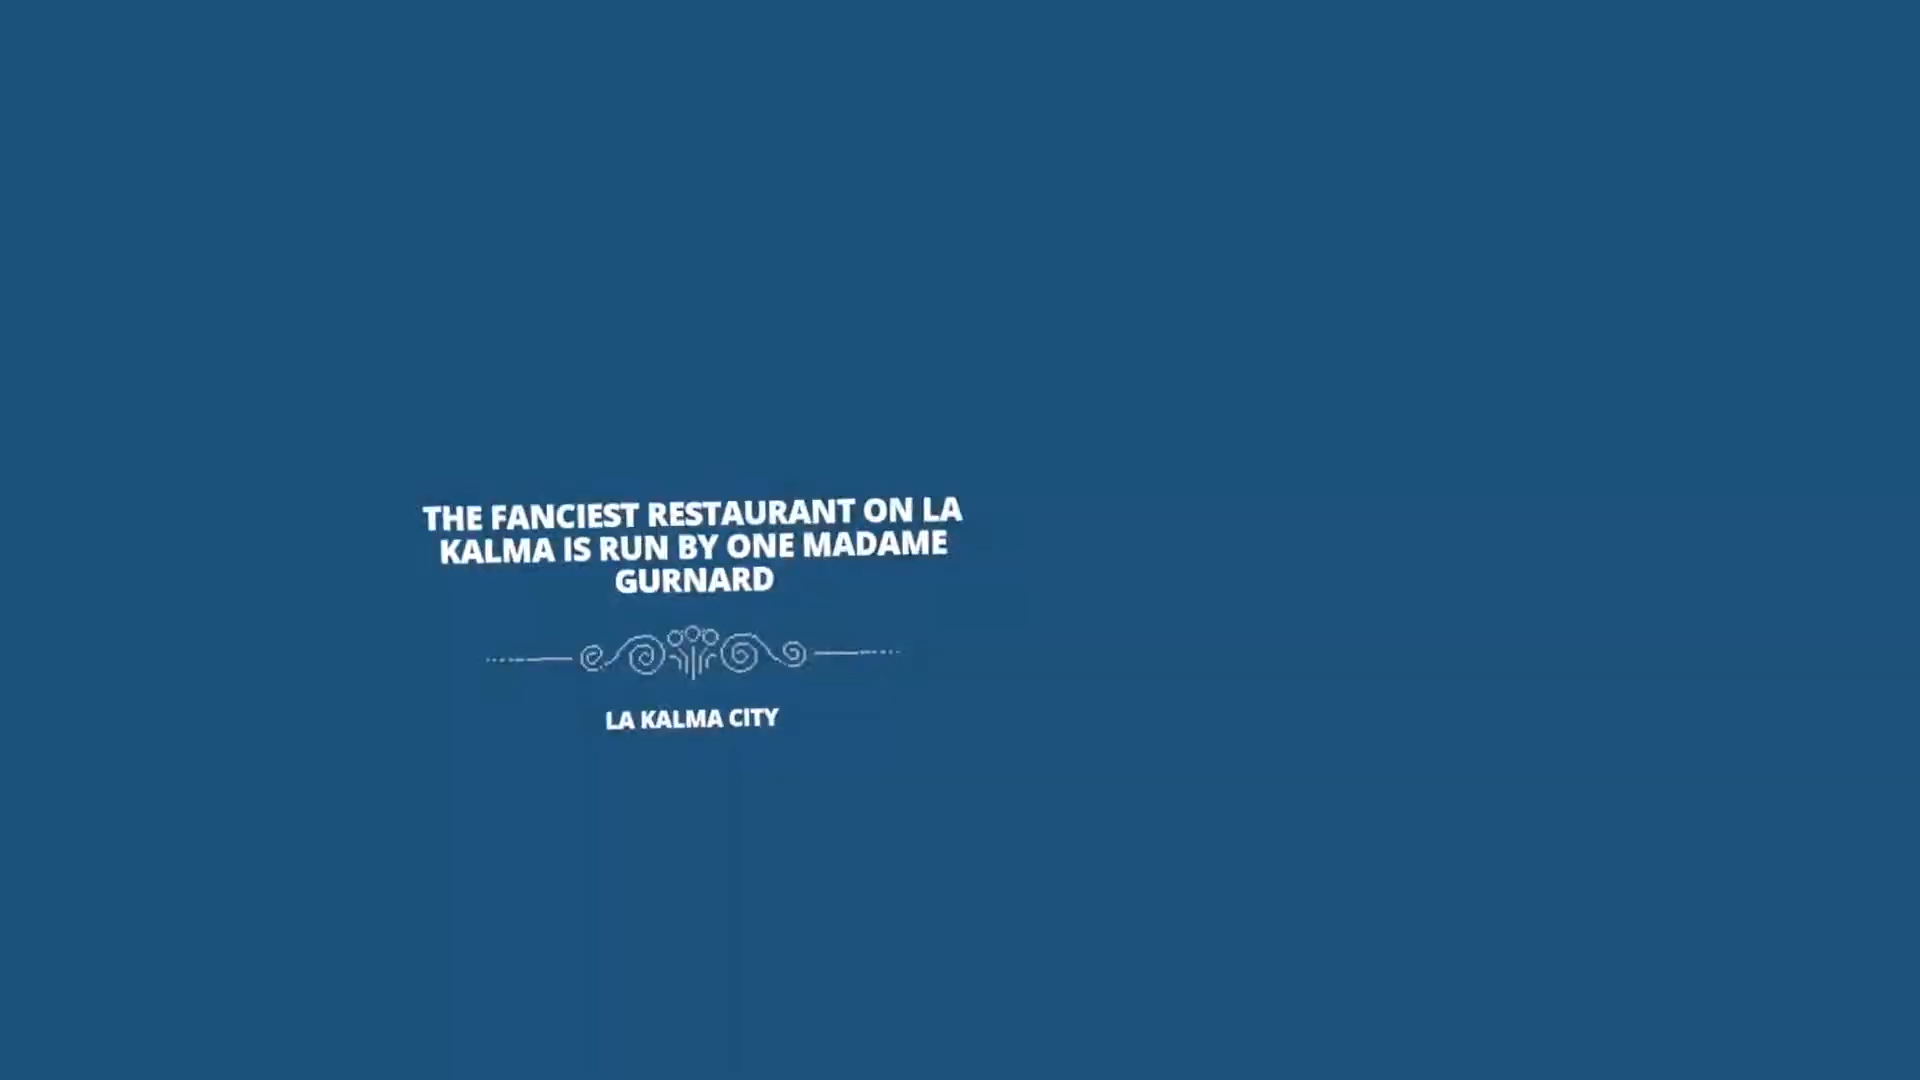 THE FANCIEST RESTAURANT ON LA
KALMA IS RUN BY ONE MADAME
GURNARD
LA KALMA CITY